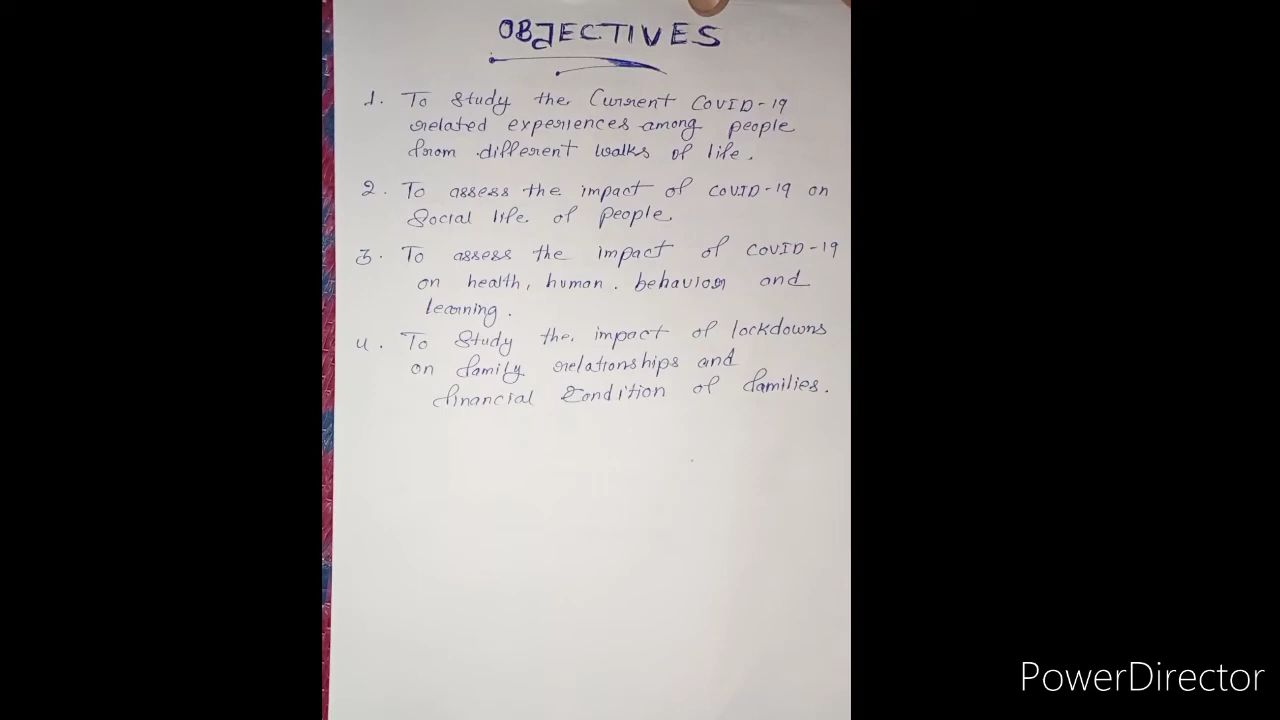 OBJECTIVES
1. To study the Current COVID-19
related experiences among people
from different walks of life.
2. To assess the impact of COVID-19 on
Social life of people.
3. To assess the impact of COVID-19
on health, human behavior and
learning.
4. To Study the impact of lockdowns
on family relationships and
financial Condition of families.
PowerDirector